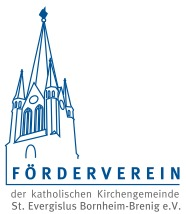 FÖRDERVEREIN
der katholischen Kirchengemeinde
St. Evergislus Bornheim-Brenig e.V.